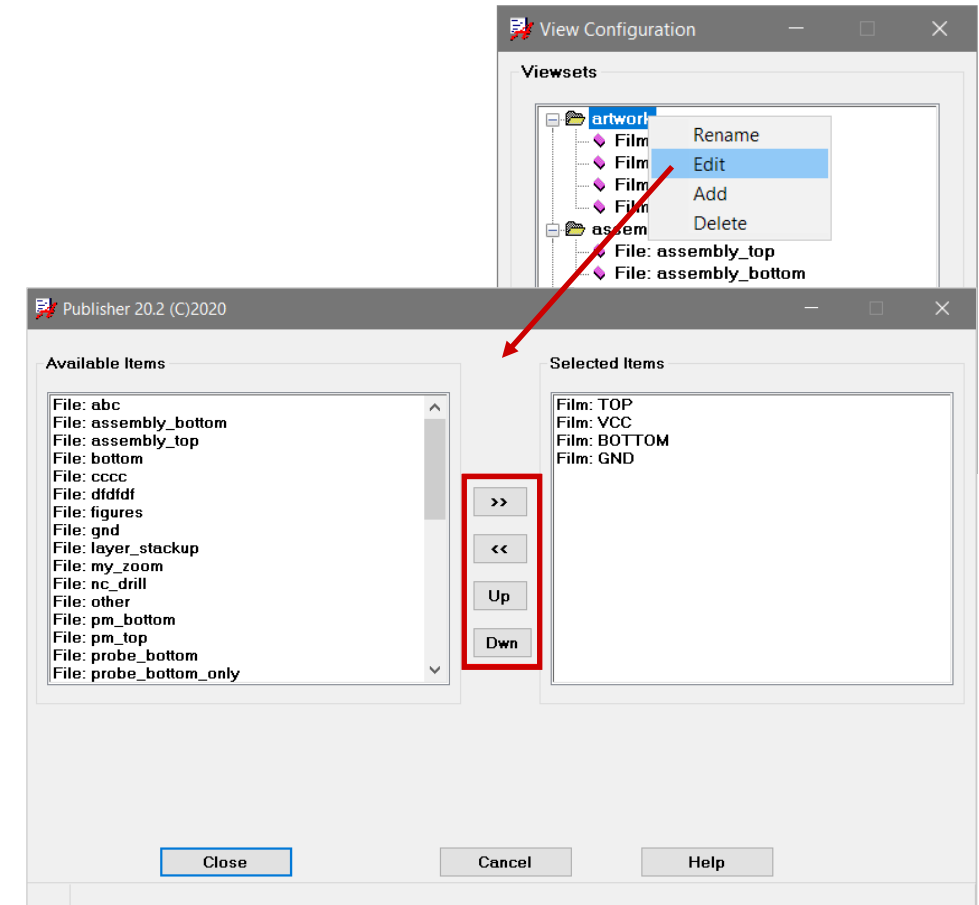 View Configuration
Viewsets
artwork
Film
Film
Film
Film
assem
File: assembly_top
File: assembly_bottom
Rename
Edit
Add
Delete
Publisher 20.2 (C)2020
Available Items
File: abc
File: assembly_bottom
File: assembly_top
File: bottom
File: cccc
File: dfdfdf
File: figures
File: gnd
File: layer_stackup
File: my_zoom
File: nc_drill
File: other
File: pm_bottom
File: pm_top
File: probe_bottom
File: probe_bottom_only
>>
<<
Up
Dwn
Selected Items
Film: TOP
Film: VCC
Film: BOTTOM
Film: GND
Close
Cancel
Help